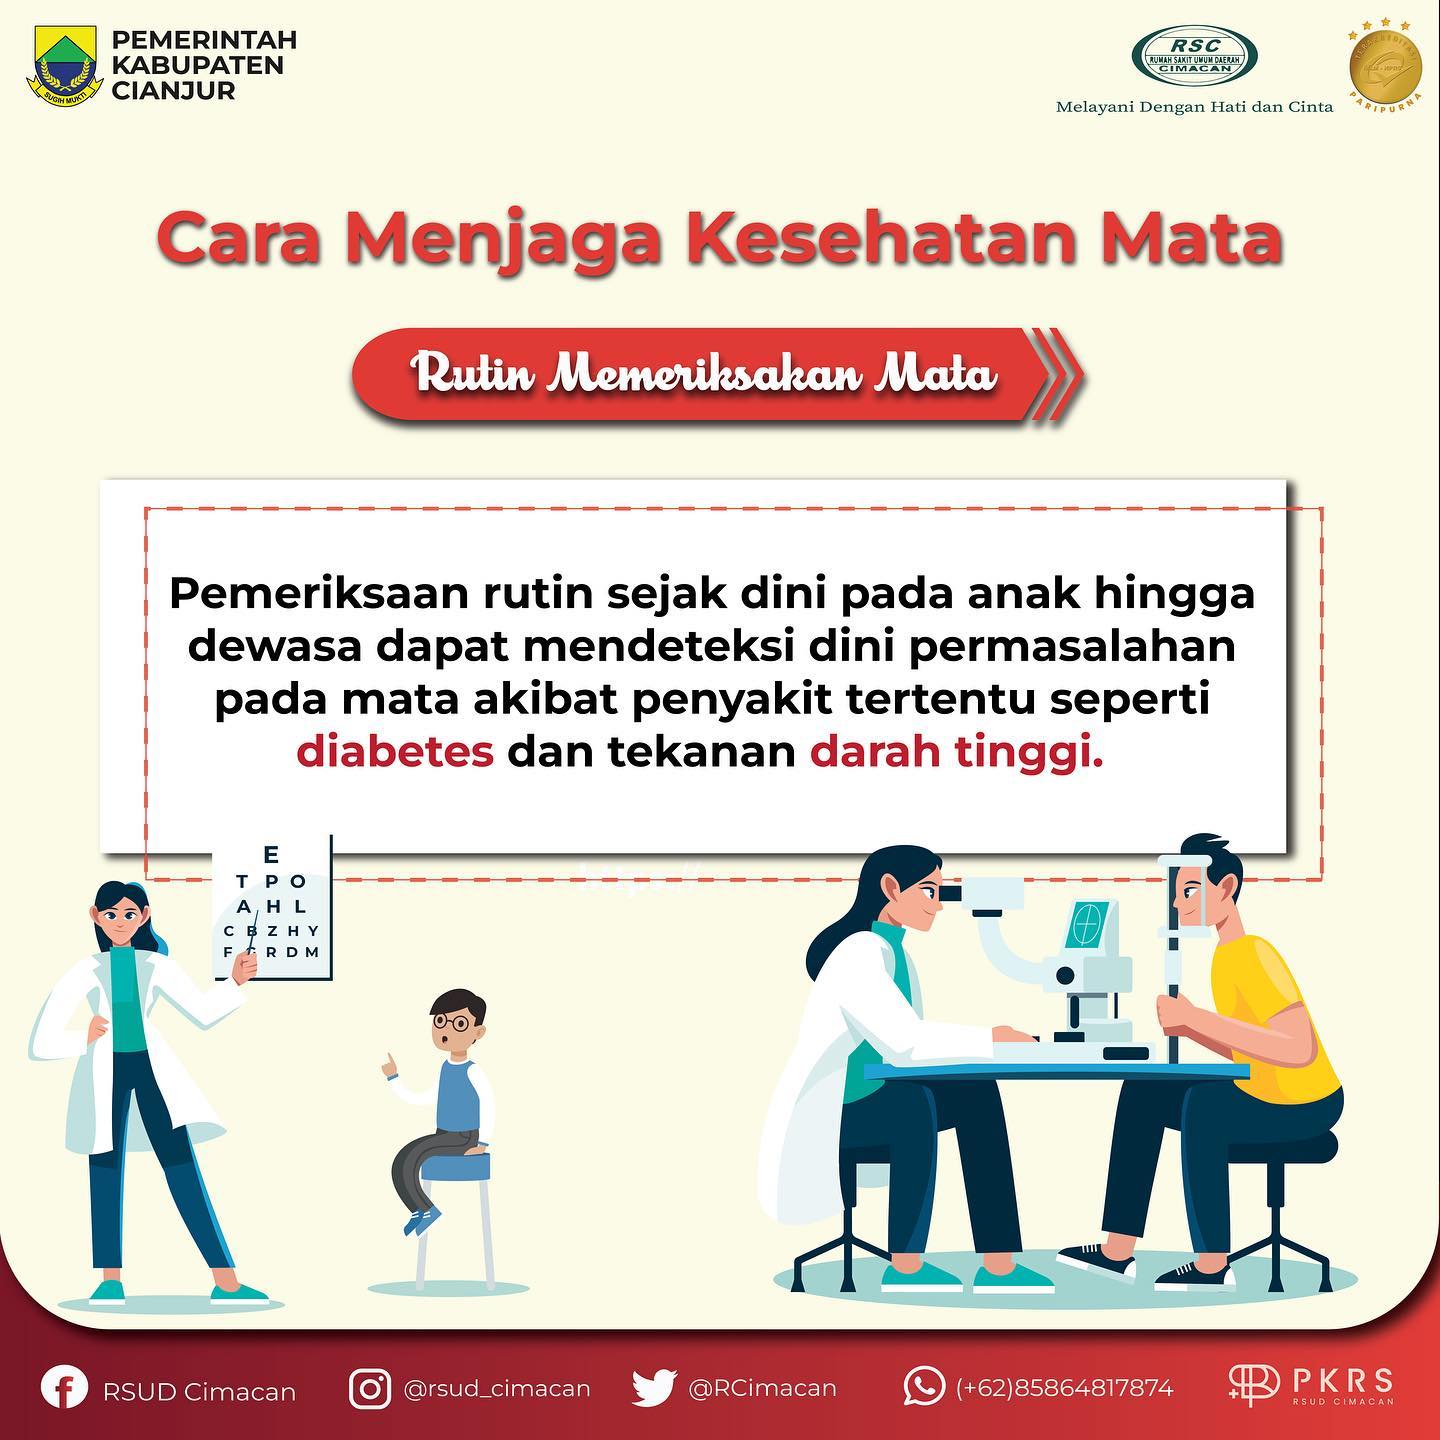 PEMERINTAH
KABUPATEN
CIANJUR
SUGIH MUKTI
RSC
RUMAH SAKIT UMUM DAERAH
CIMACAN
Melayani Dengan Hati dan Cinta
PARIPURNA
Cara Menjaga Kesehatan Mata
Rutin Memeriksakan Mata
Pemeriksaan rutin sejak dini pada anak hingga
dewasa dapat mendeteksi dini permasalahan
pada mata akibat penyakit tertentu seperti
diabetes dan tekanan darah tinggi.
E
T P O
A H L
C B Z H Y
F G R D M
RSUD Cimacan
@rsud_cimacan
@RCimacan
(+62)85864817874
PKRS
RSUD CIMACAN